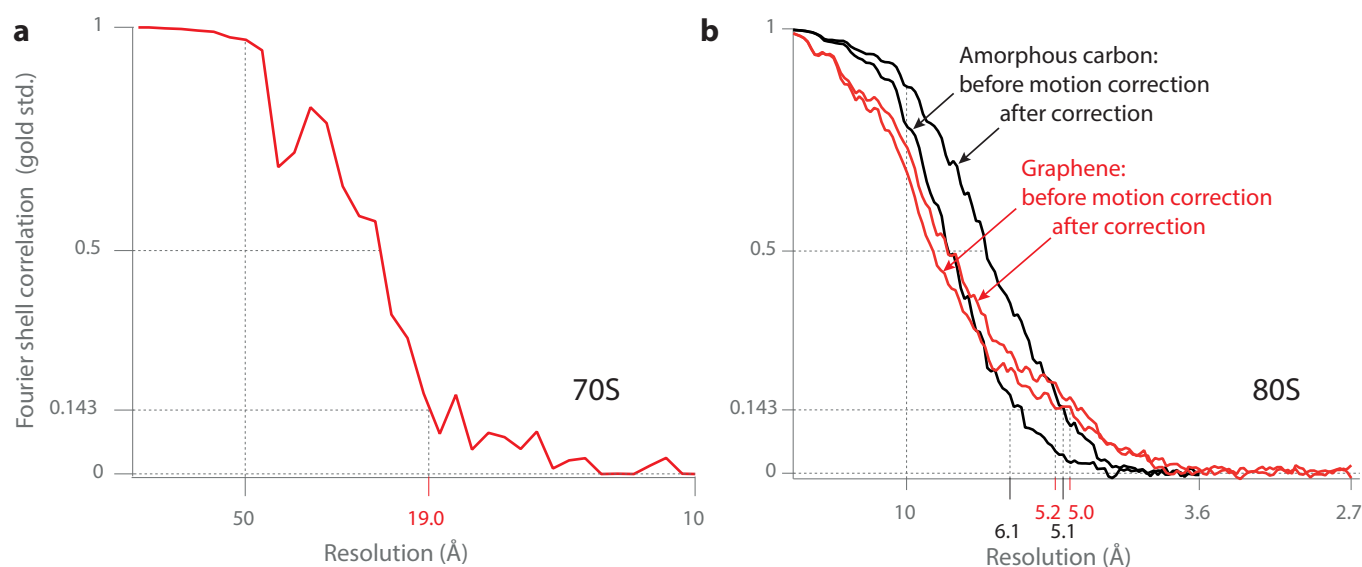 a
Fourier shell correlation (gold std.)
1
0.5
0.143
0
50
19.0
10
Resolution (Å)
70S
b
1
0.5
0.143
0
Amorphous carbon:
before motion correction
after correction
Graphene:
before motion correction
after correction
80S
10
6.1
5.2
5.1
5.0
3.6
2.7
Resolution (Å)